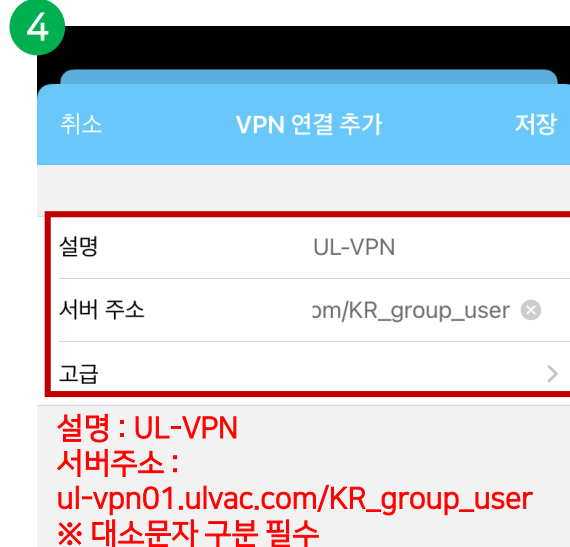 4
취소 VPN 연결 추가 저장
설명 UL-VPN
서버 주소 om/KR_group_user
고급
설명 : UL-VPN
서버주소 :
ul-vpn01.ulvac.com/KR_group_user
※ 대소문자 구분 필수